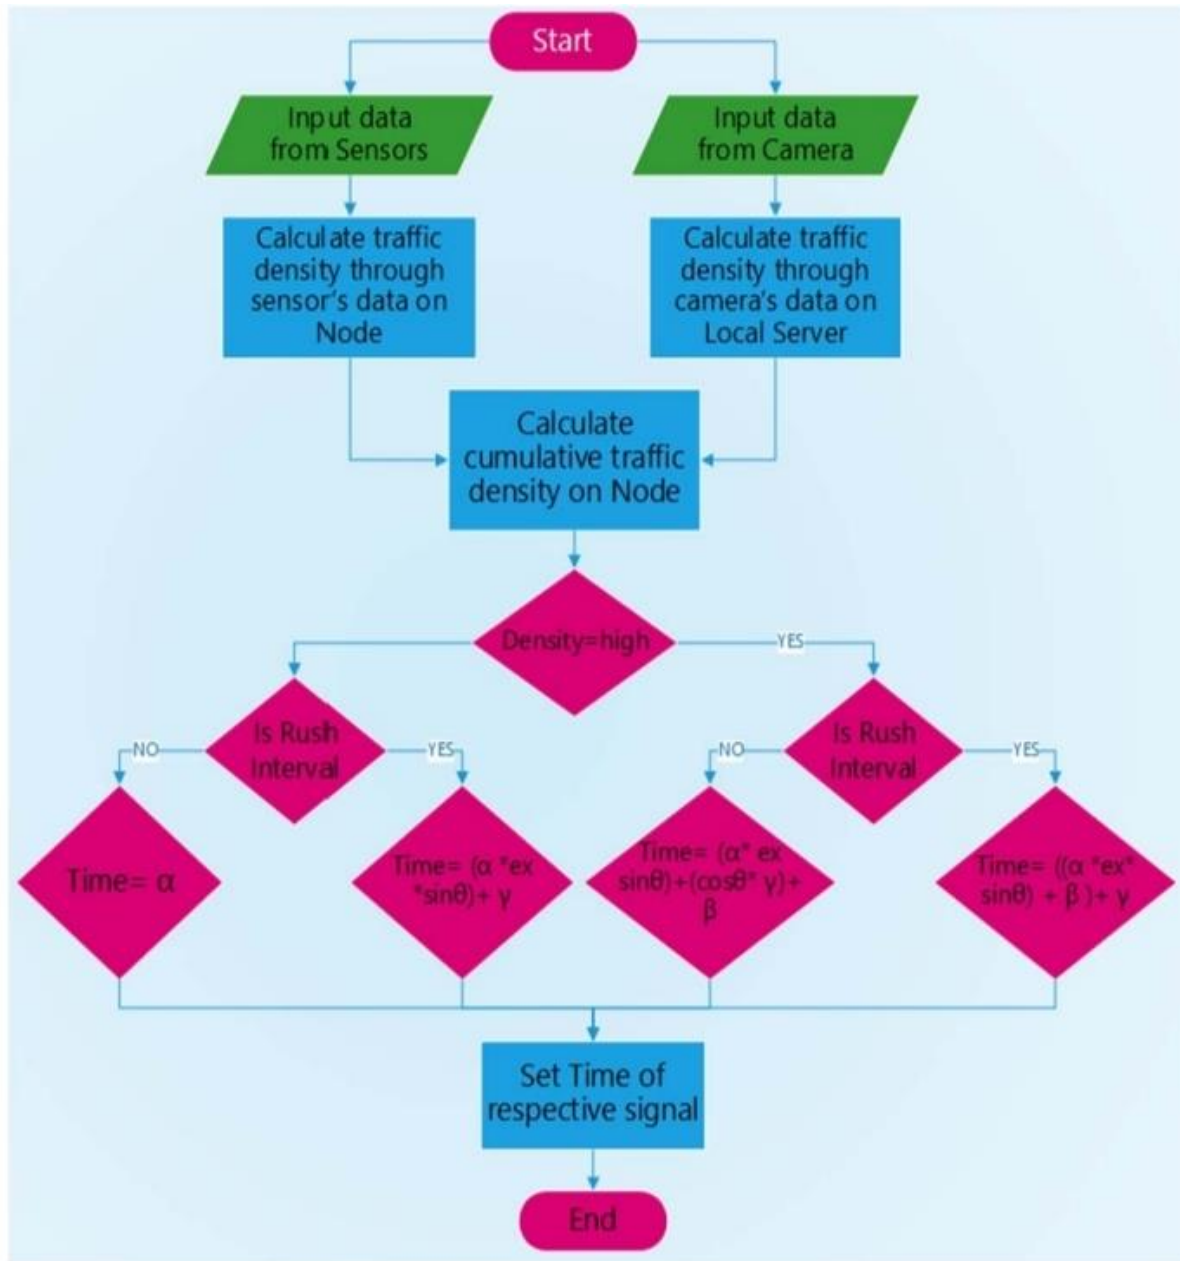 Start
Input data
from Sensors
Input data
from Camera
Calculate traffic
density through
sensor's data on
Node
Calculate traffic
density through
camera's data on
Local Server
Calculate
cumulative traffic
density on Node
Density=high
YES
Is Rush
Interval
Is Rush
Interval
NO
YES
NO
YES
Time= α
Time= (α *ex
*sinθ)+ γ
Time= (α* ex
sinθ)+(cosθ* γ)+
β
Time= ((α *ex*
sinθ) + β )+ γ
Set Time of
respective signal
End